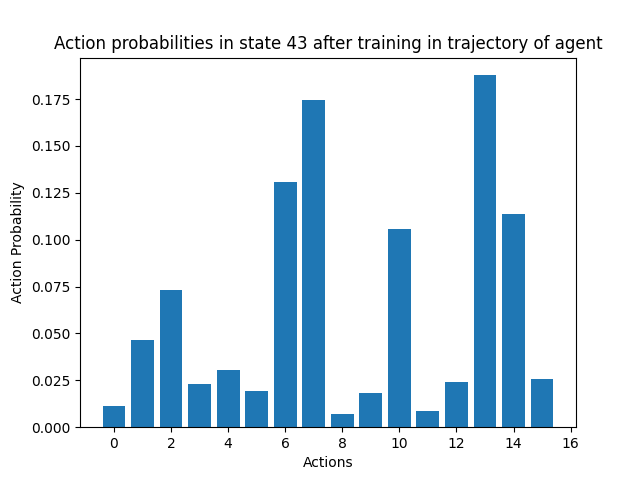 Action probabilities in state 43 after training in trajectory of agent
Action Probability
0.175
0.150
0.125
0.100
0.075
0.050
0.025
0.000
0 2 4 6 8 10 12 14 16
Actions